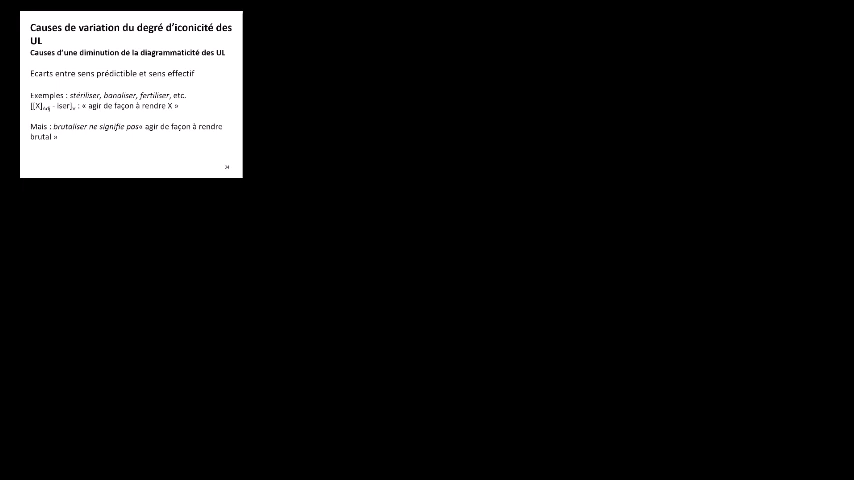 Causes de variation du degré d'iconicité des
UL
Causes d'une diminution de la diagrammaticité des UL
Ecarts entre sens prédictible et sens effectif
Exemples : stériliser, banaliser, fertiliser, etc.
[[X]Adj - iser]v : « agir de façon à rendre X »
Mais : brutaliser ne signifie pas« agir de façon à rendre
brutal »